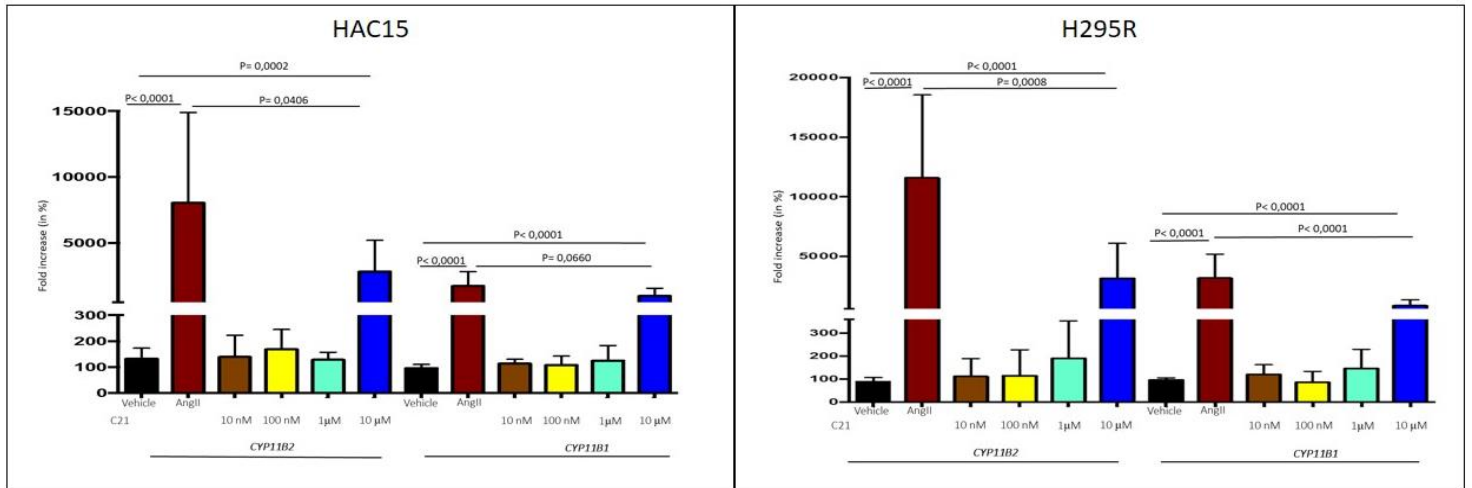 HAC15
P= 0,0002
P< 0,0001
P= 0,0406
15000
10000
5000
300
200
100
0
Fold increase (in %)
P< 0,0001
P< 0,0001
P= 0,0660
Vehicle AngII Vehicle AngII
C21 10 nM 100 nM 1µM 10 µM 10 nM 100 nM 1µM 10 µM
CYP11B2 CYP11B1
H295R
P< 0,0001
P< 0,0001
P= 0,0008
20000
15000
10000
5000
300
200
100
0
Fold increase (in %)
P< 0,0001
P< 0,0001
P< 0,0001
Vehicle AngII Vehicle AngII
C21 10 nM 100 nM 1µM 10 µM 10 nM 100 nM 1µM 10 µM
CYP11B2 CYP11B1